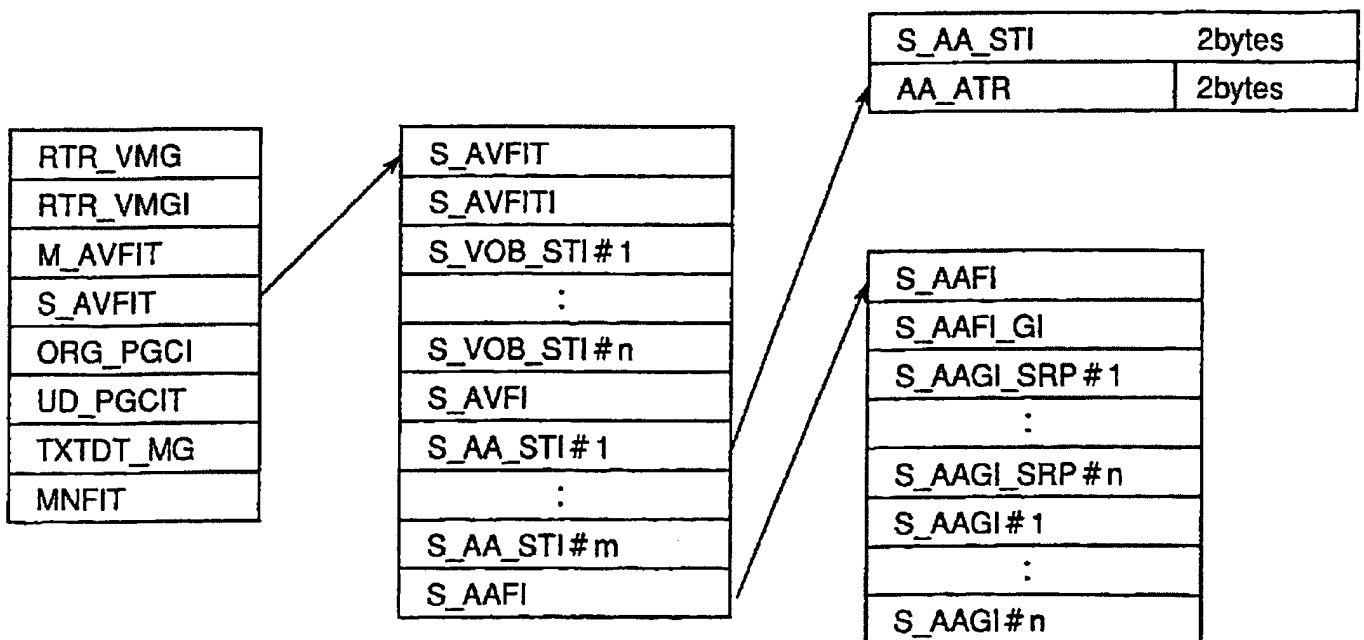 RTR_VMG
RTR_VMGI
M_AVFIT
S_AVFIT
ORG_PGCI
UD_PGCIT
TXTDT_MG
MNFIT
S_AVFIT
S_AVFITI
S_VOB_STI#1
:
S_VOB_STI#n
S_AVFI
S_AA_STI#1
:
S_AA_STI#m
S_AAFI
S_AA_STI 2bytes
AA_ATR 2bytes
S_AAFI
S_AAFI_GI
S_AAGI_SRP#1
:
S_AAGI_SRP#n
S_AAGI#1
:
S_AAGI#n